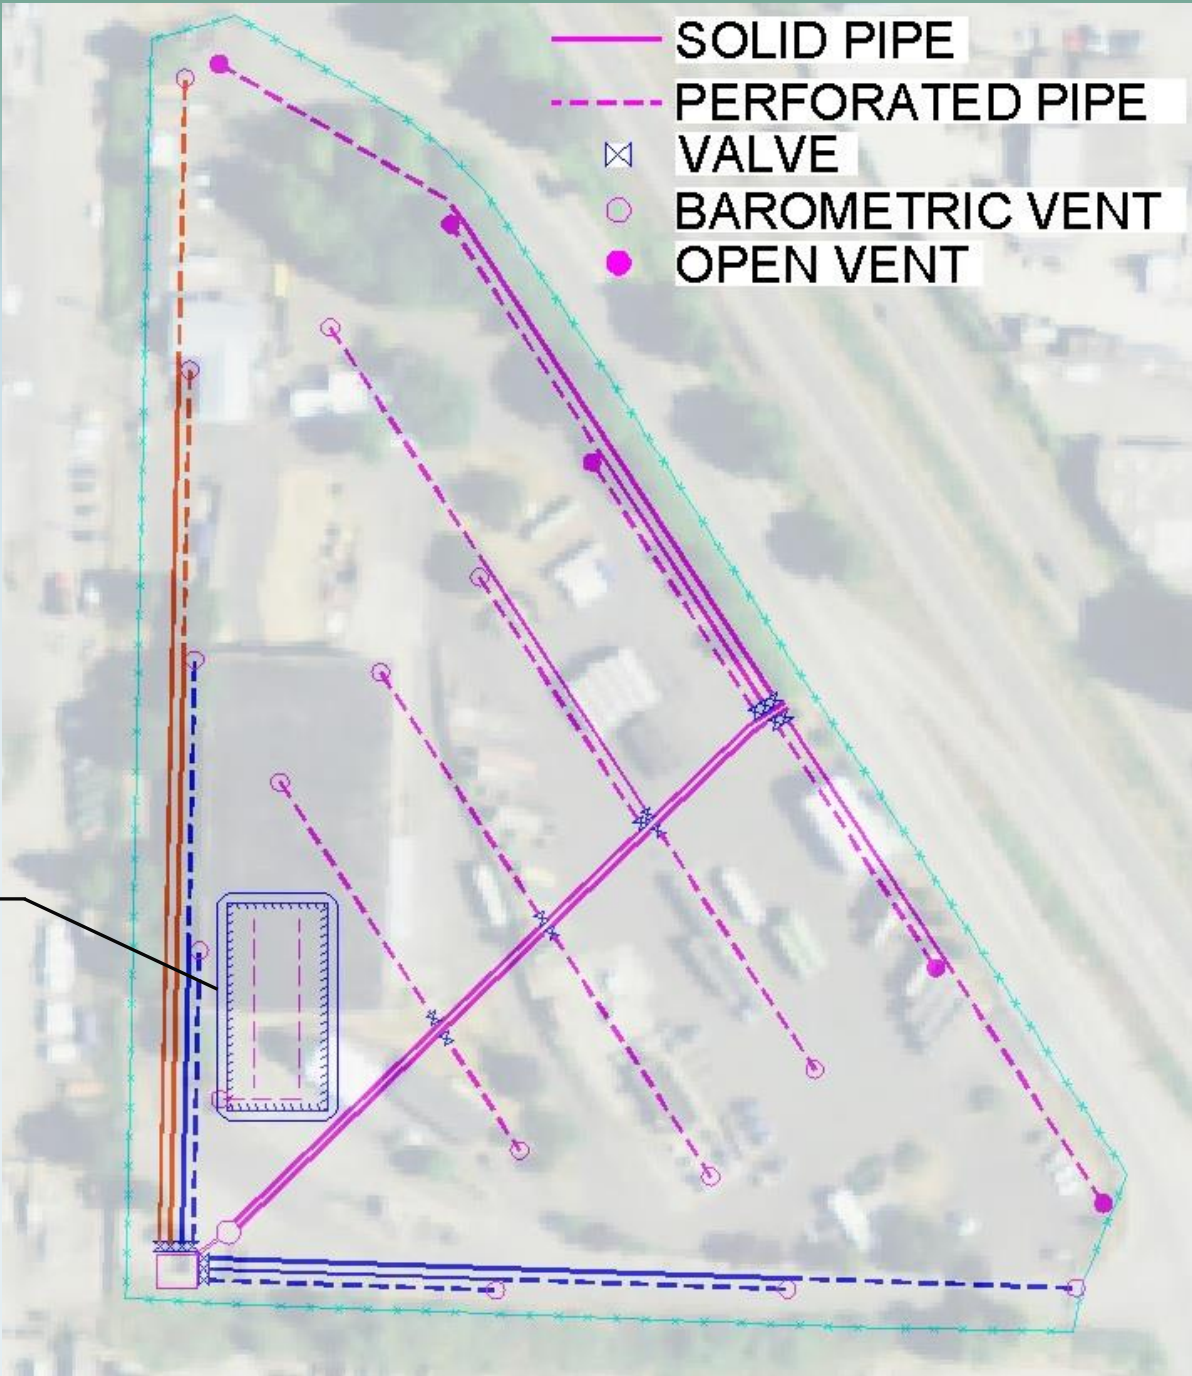 SOLID PIPE
PERFORATED PIPE
VALVE
BAROMETRIC VENT
OPEN VENT